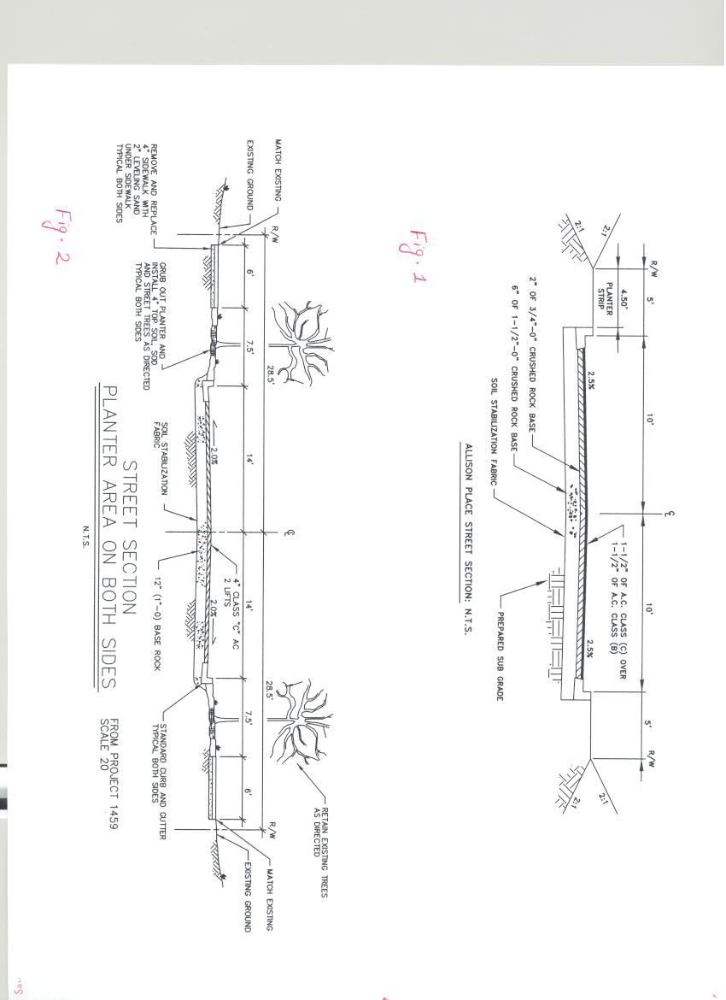 R/W
R/W
5'
10'
10'
5'
4.50'
PLANTER
STRIP
2:1
2:1
2:1
2:1
2.5%
2.5%
℄
1-1/2" OF A.C. CLASS (C) OVER
1-1/2" OF A.C. CLASS (B)
2" OF 3/4"-0" CRUSHED ROCK BASE
6" OF 1-1/2"-0" CRUSHED ROCK BASE
SOIL STABILIZATION FABRIC
PREPARED SUB GRADE
ALLISON PLACE STREET SECTION: N.T.S.
Fig. 1
RETAIN EXISTING TREES
AS DIRECTED
MATCH EXISTING
EXISTING GROUND
R/W
28.5'
28.5'
R/W
MATCH EXISTING
EXISTING GROUND
6'
7.5'
14'
14'
7.5'
6'
℄
4" CLASS "C" AC
2 LIFTS
2.0%
2.0%
REMOVE AND REPLACE
4" SIDEWALK WITH
2" LEVELING SAND
UNDER SIDEWALK
TYPICAL BOTH SIDES
GRUB OUT PLANTER AND
INSTALL 4" TOP SOIL, SOD
AND STREET TREES AS DIRECTED
TYPICAL BOTH SIDES
SOIL STABILIZATION
FABRIC
12" (1"-0) BASE ROCK
STANDARD CURB AND GUTTER
TYPICAL BOTH SIDES
STREET SECTION
PLANTER AREA ON BOTH SIDES
N.T.S.
FROM PROJECT 1459
SCALE 20
Fig. 2